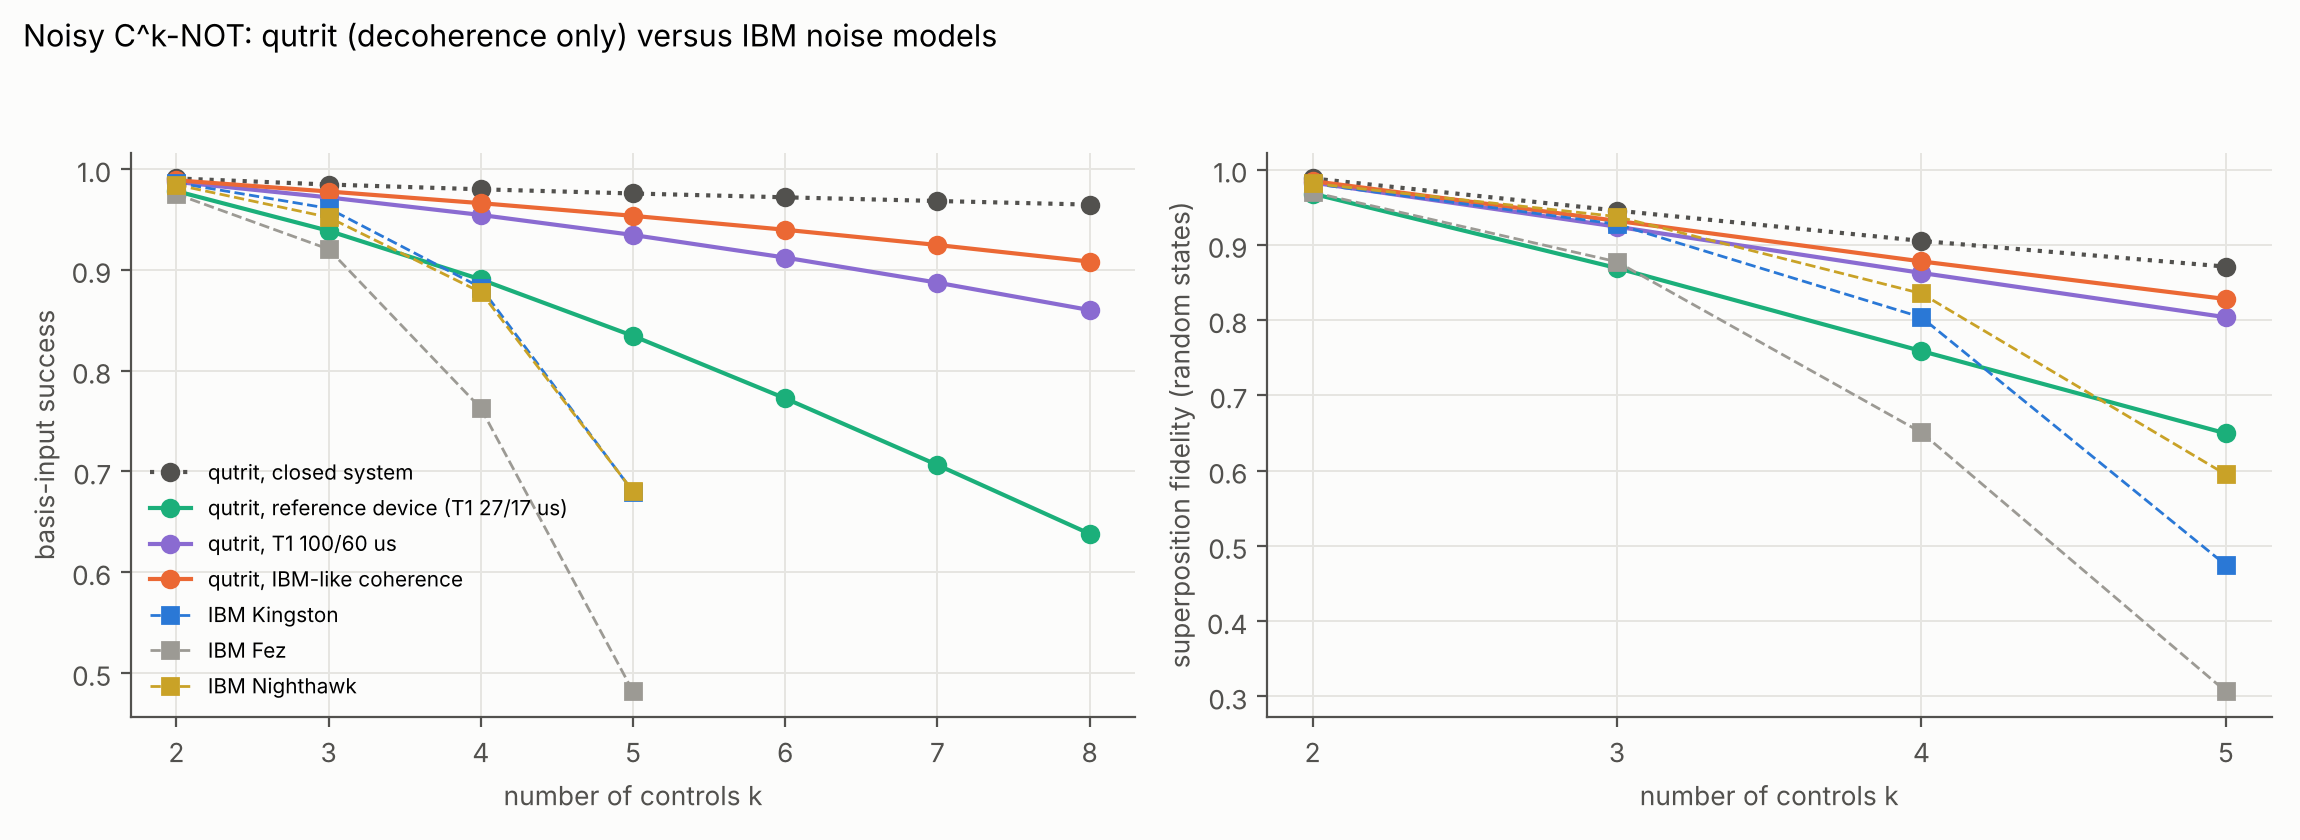 Noisy C^k-NOT: qutrit (decoherence only) versus IBM noise models
basis-input success
1.0
0.9
0.8
0.7
0.6
0.5
qutrit, closed system
qutrit, reference device (T1 27/17 us)
qutrit, T1 100/60 us
qutrit, IBM-like coherence
IBM Kingston
IBM Fez
IBM Nighthawk
2 3 4 5 6 7 8
number of controls k
superposition fidelity (random states)
1.0
0.9
0.8
0.7
0.6
0.5
0.4
0.3
2 3 4 5
number of controls k